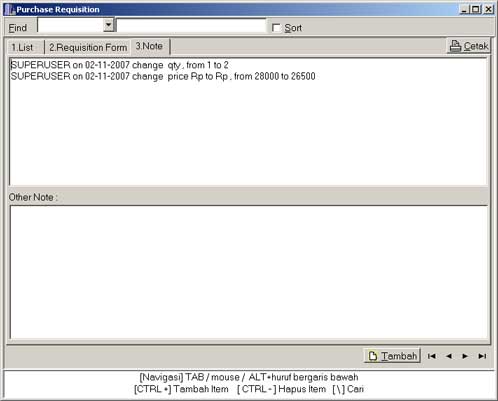 Purchase Requisition
Find
Sort
1.List
2.Requisition Form
3.Note
Cetak
SUPERUSER on 02-11-2007 change qty , from 1 to 2
SUPERUSER on 02-11-2007 change price Rp to Rp , from 28000 to 26500
Other Note :
Tambah
[Navigasi] TAB / mouse / ALT+huruf bergaris bawah
[CTRL +] Tambah Item [ CTRL - ] Hapus Item [ \ ] Cari